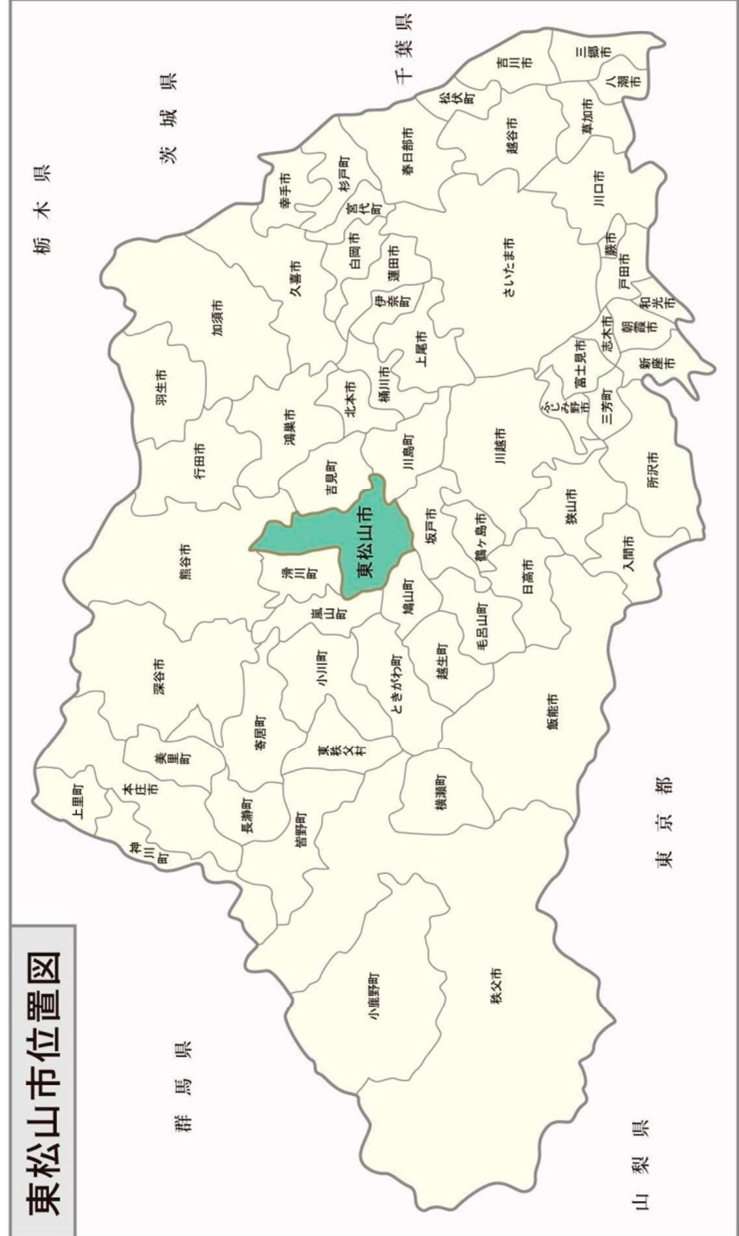 東松山市位置図
群馬県
栃木県
茨城県
千葉県
東京都
山梨県
上里町
神川町
本庄市
美里町
深谷市
熊谷市
行田市
羽生市
加須市
長瀞町
寄居町
皆野町
小川町
嵐山町
滑川町
東松山市
吉見町
鴻巣市
北本市
桶川市
久喜市
幸手市
杉戸町
宮代町
白岡市
蓮田市
伊奈町
上尾市
春日部市
松伏町
吉川市
三郷市
八潮市
草加市
越谷市
さいたま市
川口市
蕨市
戸田市
和光市
朝霞市
志木市
新座市
富士見市
ふじみ野市
三芳町
川島町
川越市
坂戸市
鶴ヶ島市
狭山市
所沢市
入間市
日高市
毛呂山町
鳩山町
越生町
ときがわ町
東秩父村
横瀬町
飯能市
小鹿野町
秩父市